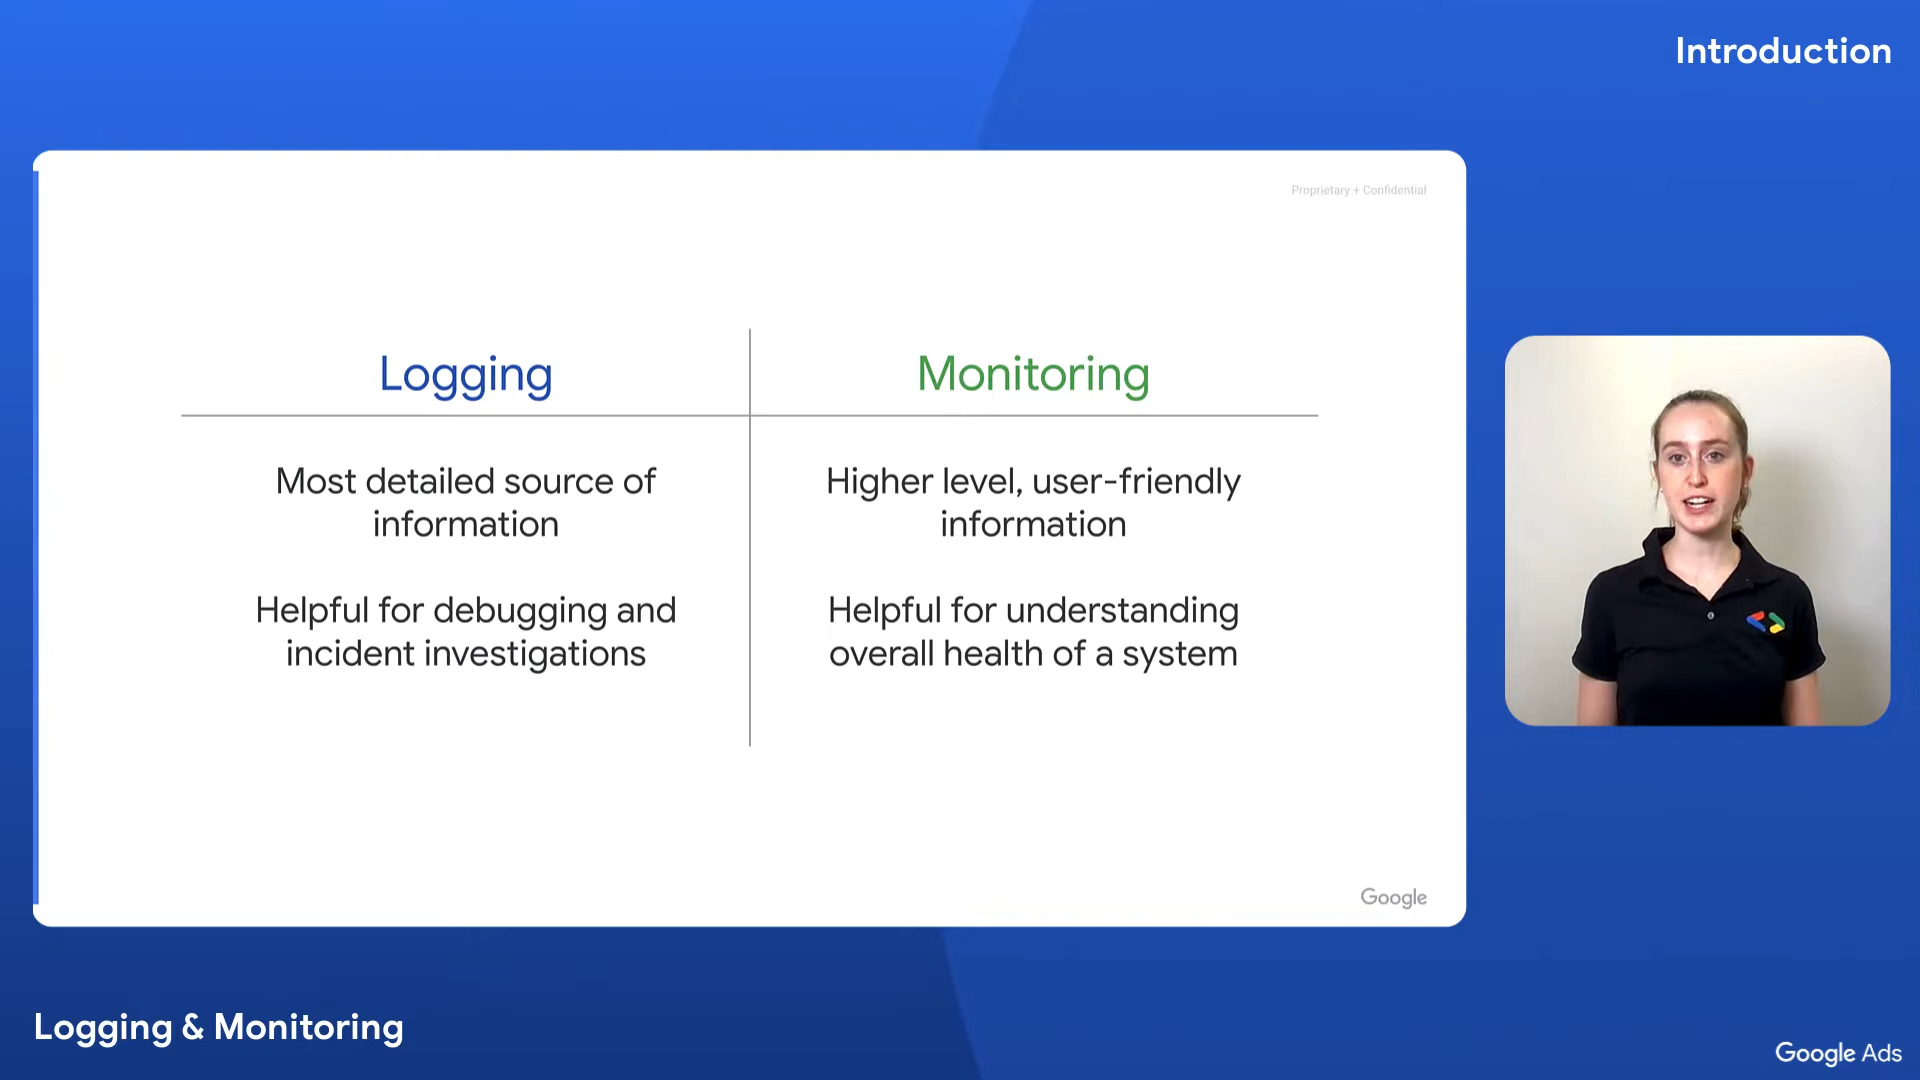 Introduction
Proprietary + Confidential
Logging
Monitoring
Most detailed source of
information
Helpful for debugging and
incident investigations
Higher level, user-friendly
information
Helpful for understanding
overall health of a system
Google
Logging & Monitoring
Google Ads